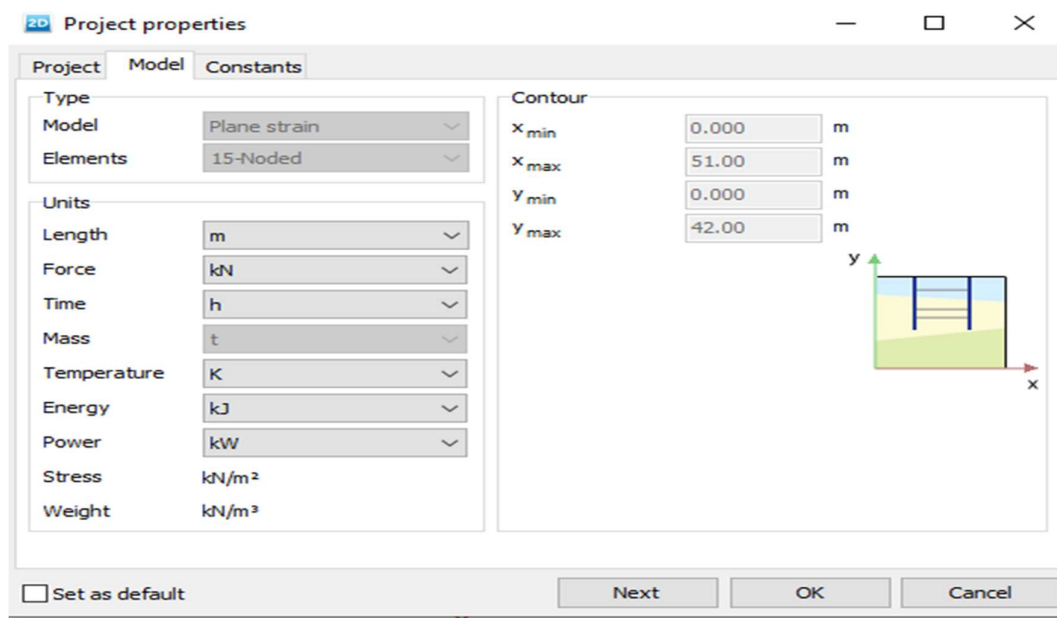 2D Project properties
Project Model Constants
Type
Model Plane strain
Elements 15-Noded
Units
Length m
Force kN
Time h
Mass t
Temperature K
Energy kJ
Power kW
Stress kN/m²
Weight kN/m³
Contour
x min 0.000 m
x max 51.00 m
y min 0.000 m
y max 42.00 m
y
x
Set as default
Next OK Cancel